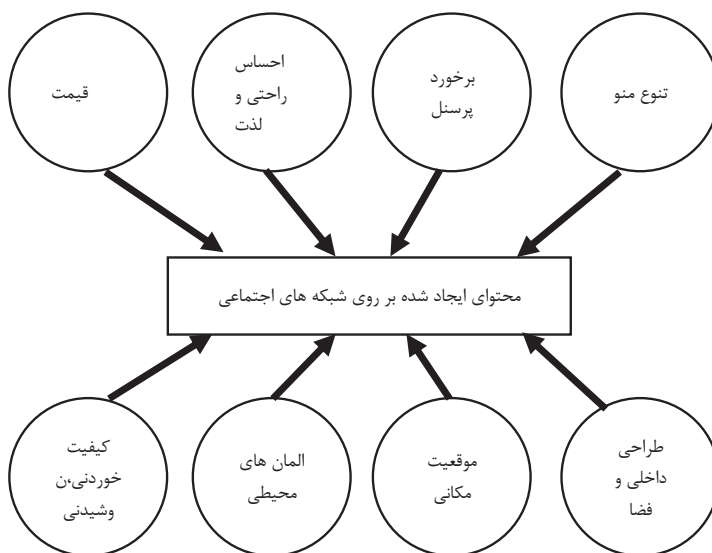 تنوع منو
برخورد
پرسنل
احساس
راحتی و
لذت
قیمت
محتوای ایجاد شده بر روی شبکه های اجتماعی
طراحی
داخلی و
فضا
موقعیت
مکانی
المان های
محیطی
کیفیت
خوردنی،ن
وشیدنی